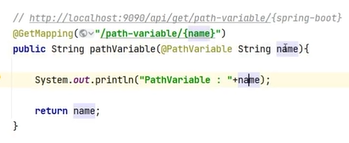 // http://localhost:9090/api/get/path-variable/{spring-boot}
@GetMapping("/path-variable/{name}")
public String pathVariable(@PathVariable String name){
System.out.println("PathVariable : "+name);
return name;
}